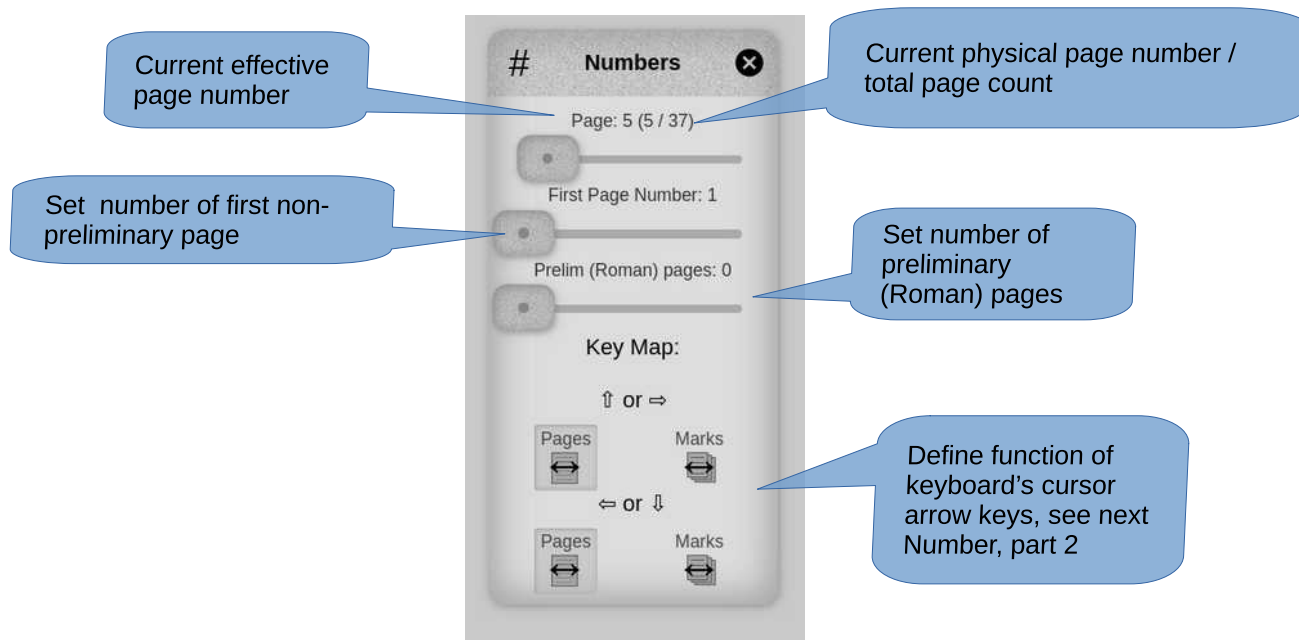 Current effective
page number
# Numbers
Current physical page number /
total page count
Page: 5 (5 / 37)
Set  number of first non-
preliminary page
First Page Number: 1
Prelim (Roman) pages: 0
Set number of
preliminary
(Roman) pages
Key Map:
⇧ or ⇨
Pages Marks
⇦ or ⇩
Pages Marks
Define function of
keyboard’s cursor
arrow keys, see next
Number, part 2